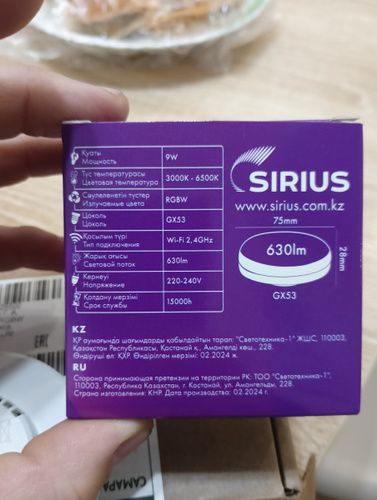 Қуаты
Мощность
9W
Түс температурасы
Цветовая температура
3000K - 6500K
Сәулеленетін түстер
Излучаемые цвета
RGBW
Цоколь
Цоколь
GX53
Қосылым түрі
Тип подключения
Wi-Fi 2,4GHz
Жарық ағысы
Световой поток
630lm
Кернеуі
Напряжение
220-240V
Қолдану мерзімі
Срок службы
15000h
SIRIUS
www.sirius.com.kz
75mm
630lm
28mm
GX53
KZ
ҚР аумағында шағымдарды қабылдайтын тарап: "Светотехника-1" ЖШС, 110003,
Қазақстан Республикасы, Қостанай қ., Амангелді көш., 228.
Өндіруші ел: ҚХР. Өндірілген мерзімі: 02.2024 ж.
RU
Сторона принимающая претензии на территории РК: ТОО "Светотехника-1",
110003, Республика Казахстан, г. Костанай, ул. Амангельды, 228.
Страна изготовления: КНР. Дата производства: 02.2024 г.
EAC
САМАРА